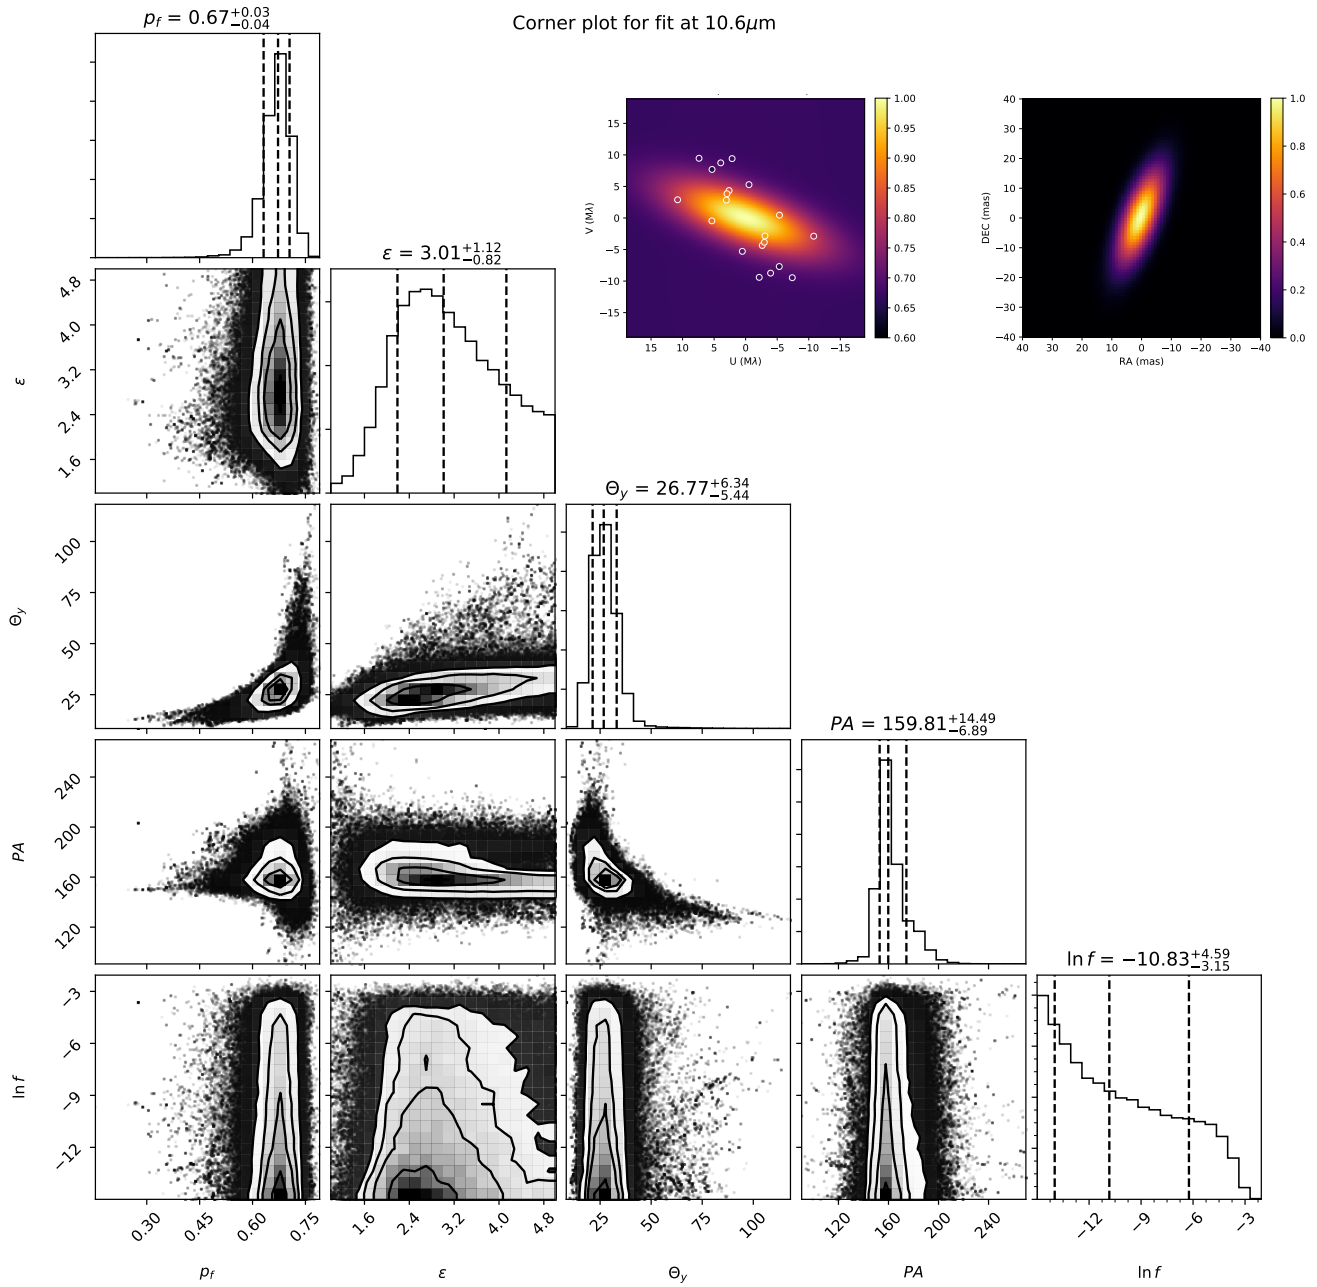 Corner plot for fit at 10.6μm
p_f = 0.67^{+0.03}_{−0.04}
ε = 3.01^{+1.12}_{−0.82}
Θ_y = 26.77^{+6.34}_{−5.44}
PA = 159.81^{+14.49}_{−6.89}
ln f = −10.83^{+4.59}_{−3.15}
V (Mλ)
15
10
5
0
−5
−10
−15
15 10 5 0 −5 −10 −15
U (Mλ)
1.00
0.95
0.90
0.85
0.80
0.75
0.70
0.65
0.60
DEC (mas)
40
30
20
10
0
−10
−20
−30
−40
40 30 20 10 0 −10 −20 −30 −40
RA (mas)
1.0
0.8
0.6
0.4
0.2
0.0
ε
4.8
4.0
3.2
2.4
1.6
Θ_y
100
75
50
25
PA
240
200
160
120
ln f
−3
−6
−9
−12
0.30 0.45 0.60 0.75
1.6 2.4 3.2 4.0 4.8
25 50 75 100
120 160 200 240
−12 −9 −6 −3
p_f ε Θ_y PA ln f